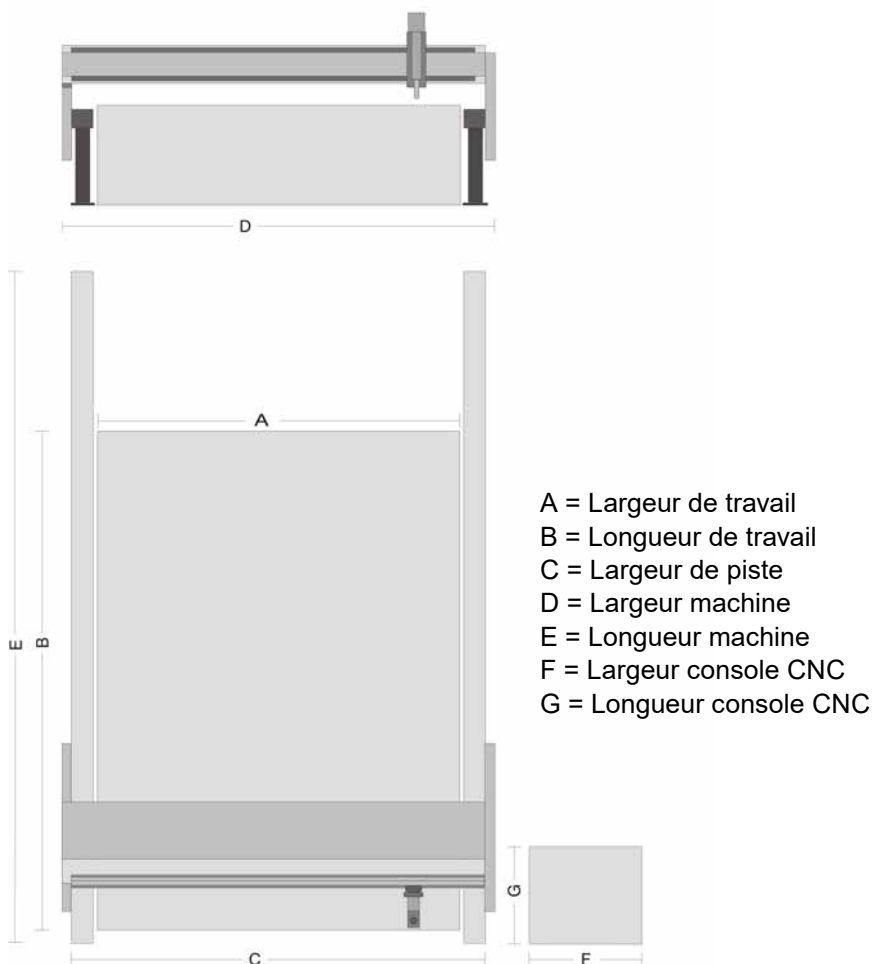 D
A
E
B
A = Largeur de travail
B = Longueur de travail
C = Largeur de piste
D = Largeur machine
E = Longueur machine
F = Largeur console CNC
G = Longueur console CNC
G
C
F